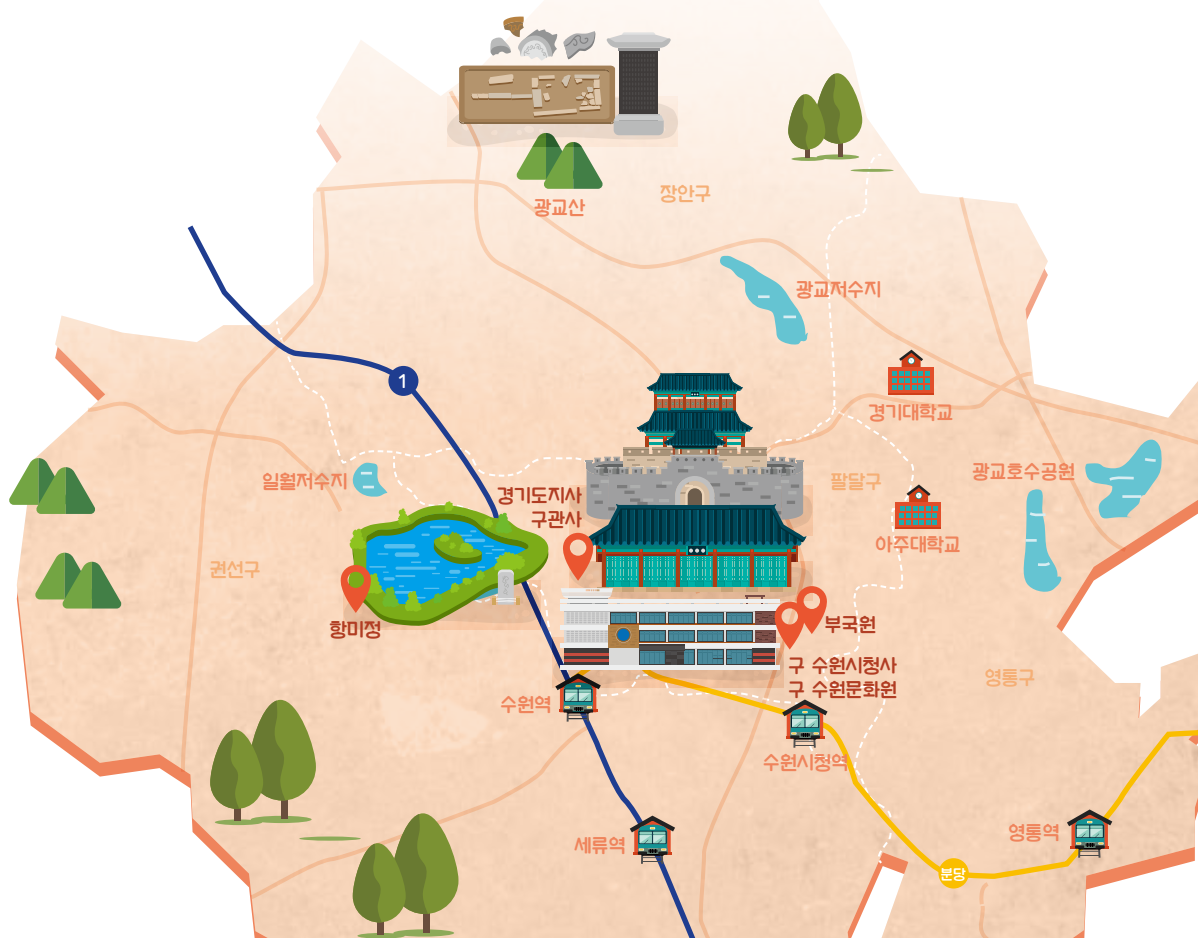 장안구
광교산
광교저수지
1
경기대학교
일월저수지
경기도지사
구관사
팔달구
광교호수공원
아주대학교
권선구
항미정
부국원
구 수원시청사
구 수원문화원
영통구
수원역
수원시청역
세류역
영통역
분당